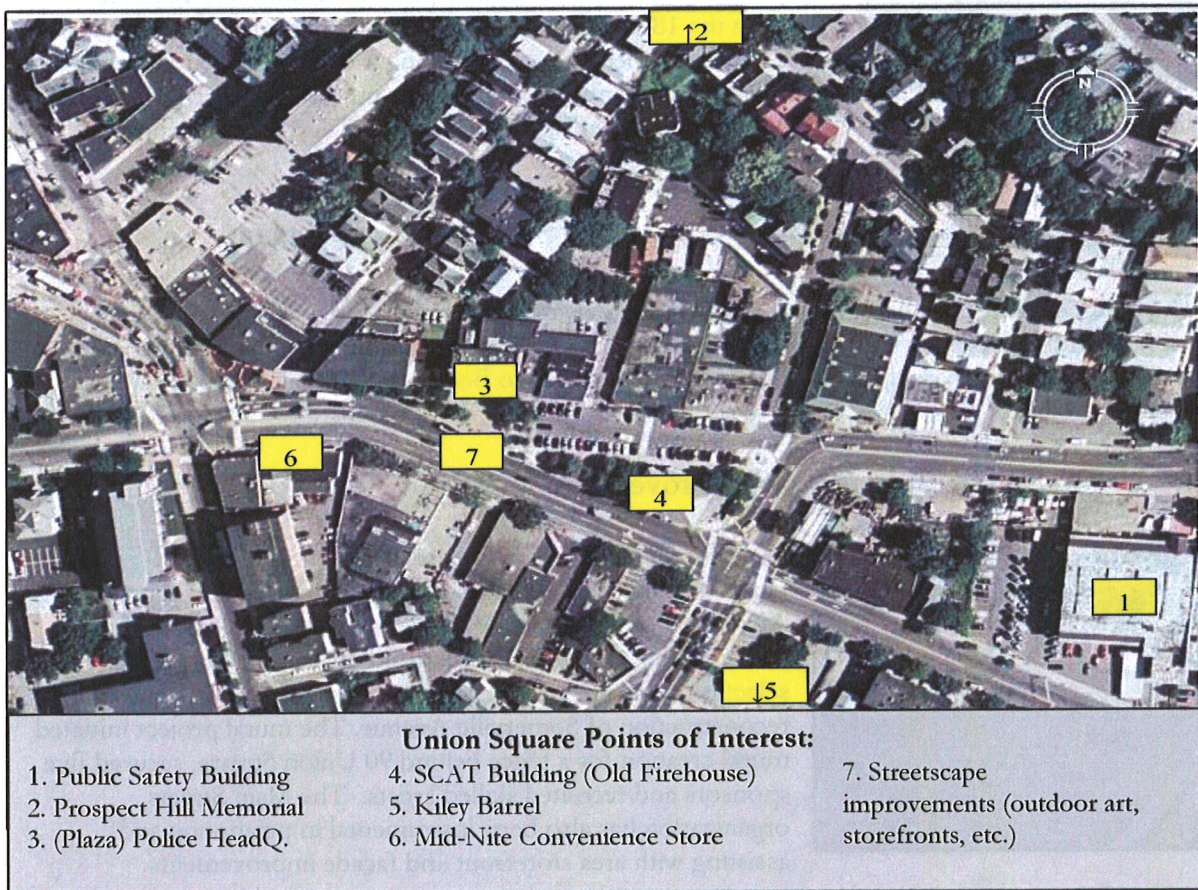 ↑2
N
3
6
7
4
1
↓5
Union Square Points of Interest:
1. Public Safety Building
2. Prospect Hill Memorial
3. (Plaza) Police HeadQ.
4. SCAT Building (Old Firehouse)
5. Kiley Barrel
6. Mid-Nite Convenience Store
7. Streetscape
improvements (outdoor art,
storefronts, etc.)